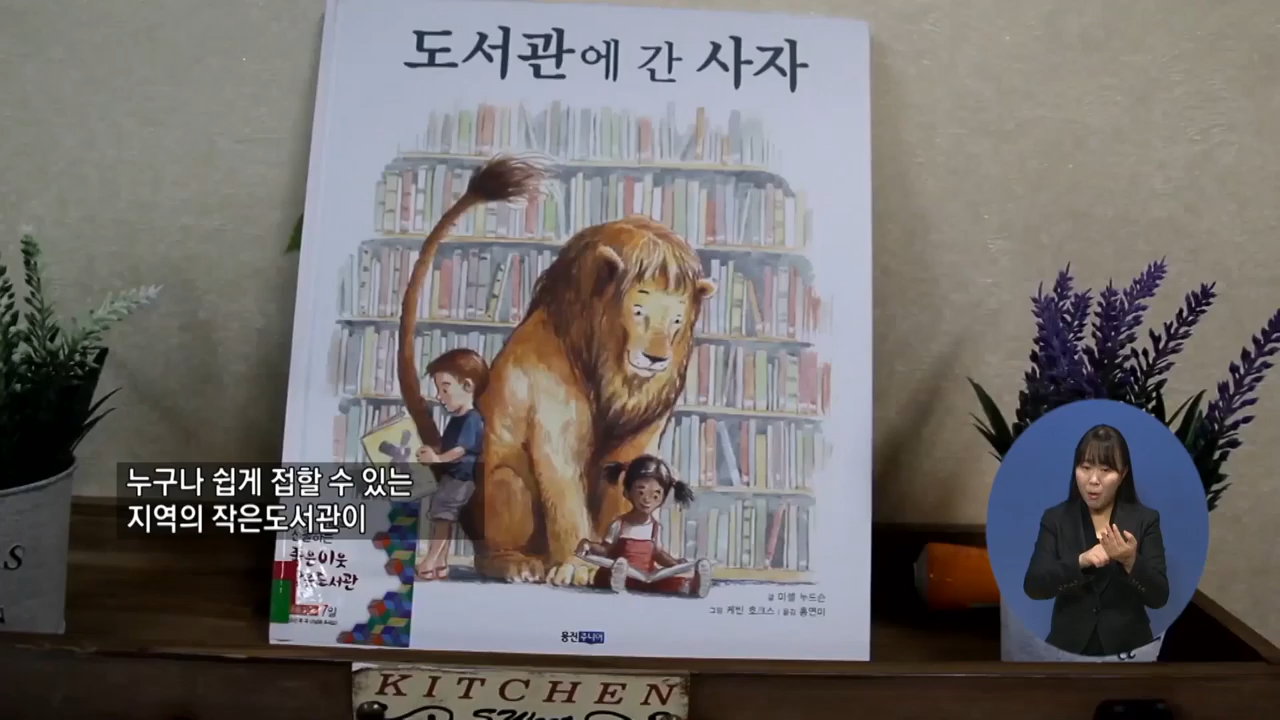 도서관에 간 사자
누구나 쉽게 접할 수 있는
지역의 작은도서관이
글 미셸 누드슨
그림 케빈 호크스 | 옮김 홍연미
웅진주니어
7일
KITCHEN